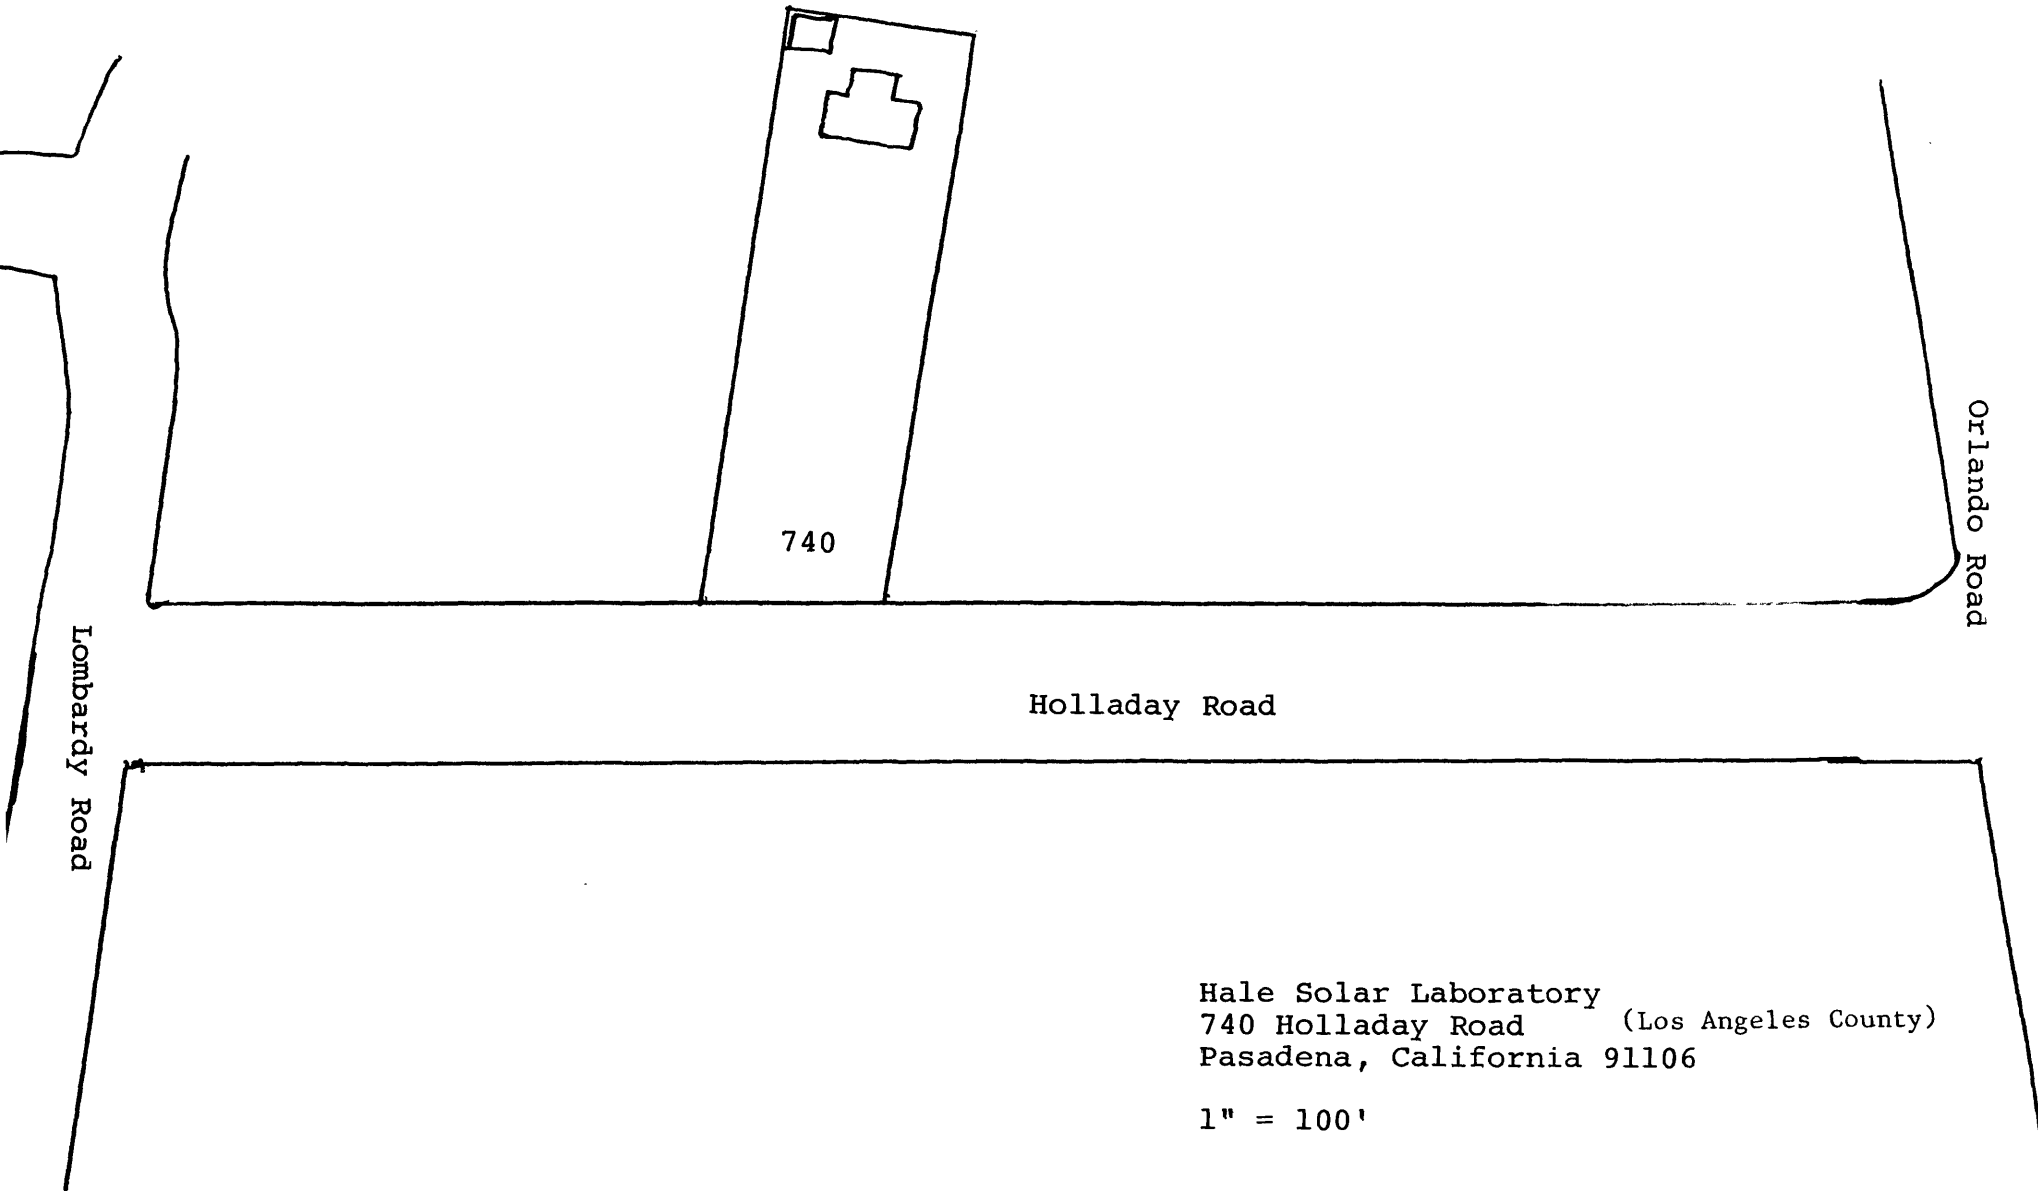 740
Orlando Road
Lombardy Road
Holladay Road
Hale Solar Laboratory
740 Holladay Road (Los Angeles County)
Pasadena, California 91106
1" = 100'